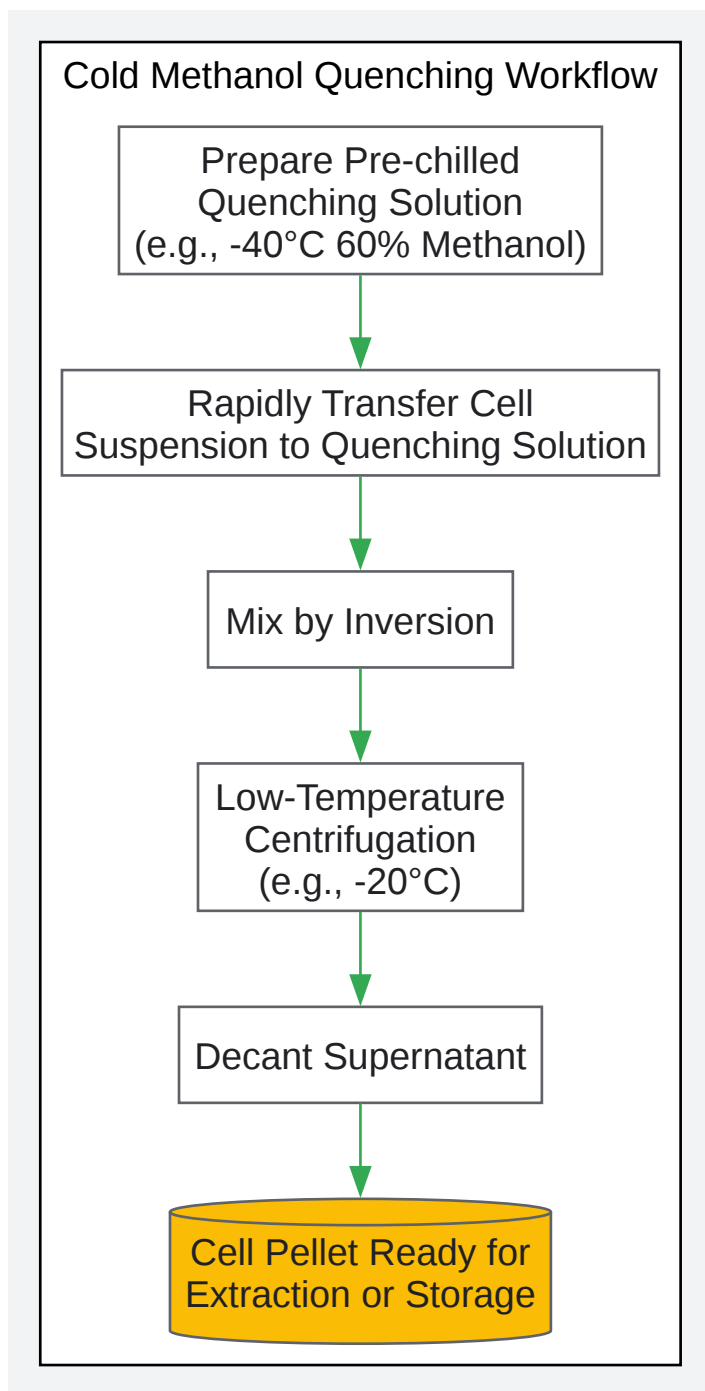 Cold Methanol Quenching Workflow
Prepare Pre-chilled
Quenching Solution
(e.g., -40°C 60% Methanol)
Rapidly Transfer Cell
Suspension to Quenching Solution
Mix by Inversion
Low-Temperature
Centrifugation
(e.g., -20°C)
Decant Supernatant
Cell Pellet Ready for
Extraction or Storage